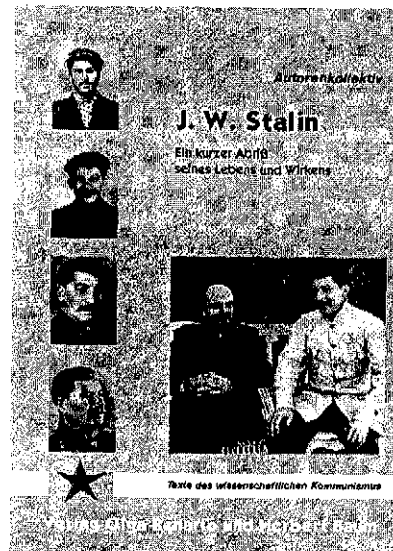 Autorenkollektiv
J. W. Stalin
Ein kurzer Abriß
seines Lebens und Wirkens
Texte des wissenschaftlichen Kommunismus
Verlag Olga Benario und Herbert Baum